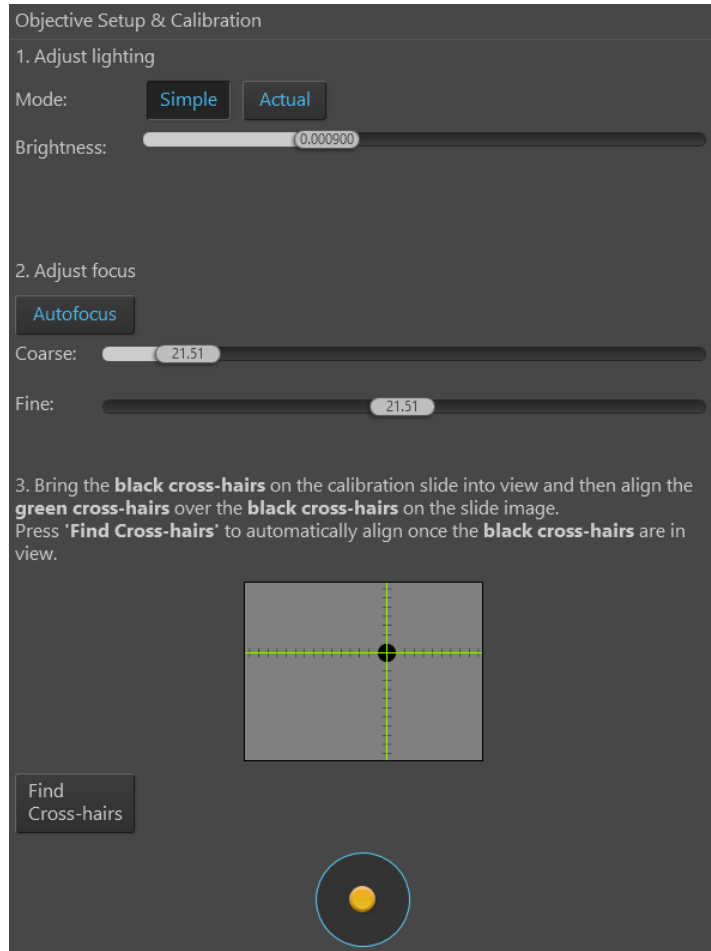 Objective Setup & Calibration
1. Adjust lighting
Mode: Simple Actual
Brightness: 0.000900
2. Adjust focus
Autofocus
Coarse: 21.51
Fine: 21.51
3. Bring the black cross-hairs on the calibration slide into view and then align the
green cross-hairs over the black cross-hairs on the slide image.
Press 'Find Cross-hairs' to automatically align once the black cross-hairs are in
view.
Find
Cross-hairs